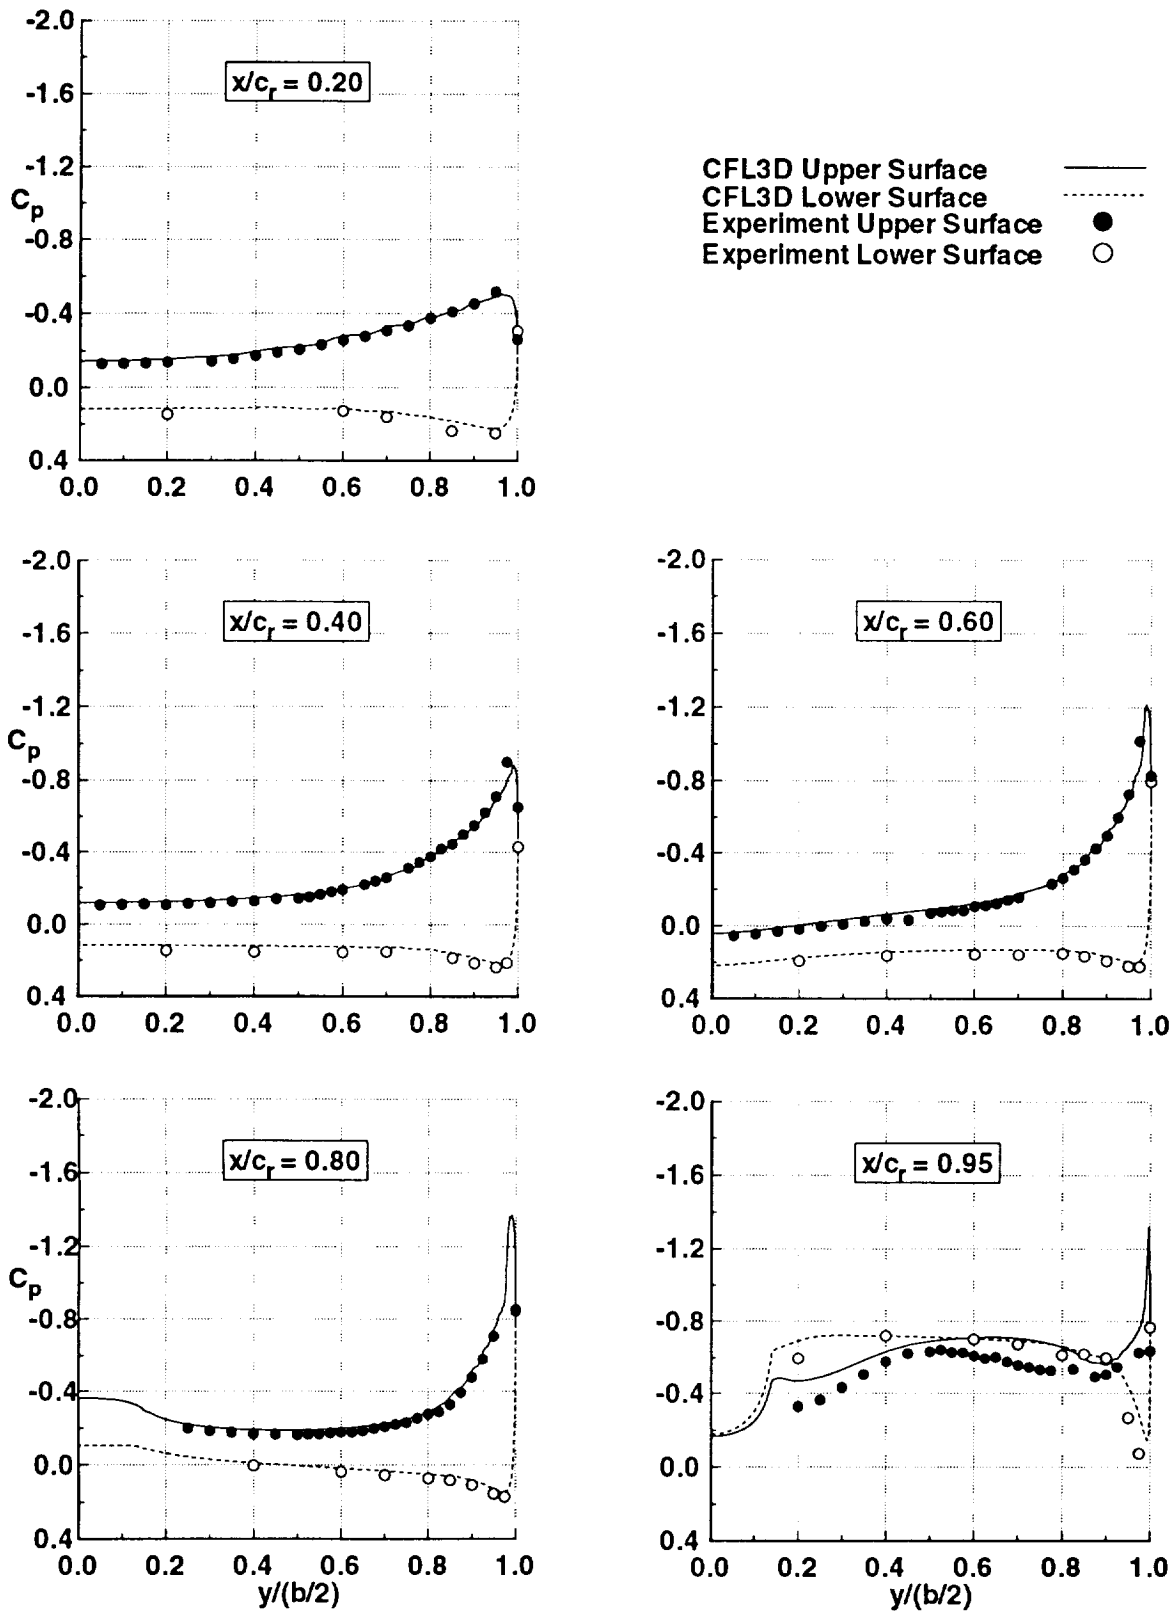 -2.0
x/c_r = 0.20
-1.6
-1.2
C_p
-0.8
-0.4
0.0
0.4
0.0 0.2 0.4 0.6 0.8 1.0
CFL3D Upper Surface
CFL3D Lower Surface
Experiment Upper Surface
Experiment Lower Surface
-2.0
x/c_r = 0.40
-1.6
-1.2
C_p
-0.8
-0.4
0.0
0.4
0.0 0.2 0.4 0.6 0.8 1.0
-2.0
x/c_r = 0.60
-1.6
-1.2
-0.8
-0.4
0.0
0.4
0.0 0.2 0.4 0.6 0.8 1.0
-2.0
x/c_r = 0.80
-1.6
-1.2
C_p
-0.8
-0.4
0.0
0.4
0.0 0.2 0.4 0.6 0.8 1.0
y/(b/2)
-2.0
x/c_r = 0.95
-1.6
-1.2
-0.8
-0.4
0.0
0.4
0.0 0.2 0.4 0.6 0.8 1.0
y/(b/2)